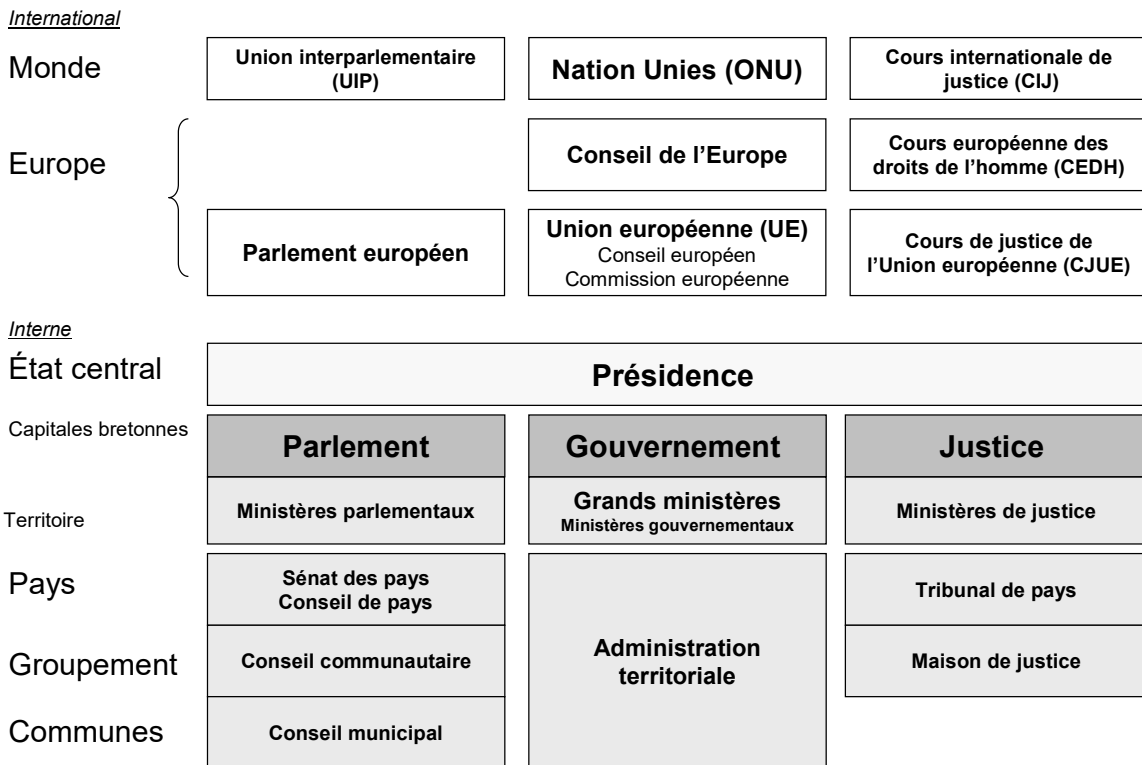 International
Monde
Union interparlementaire
(UIP)
Nation Unies (ONU)
Cours internationale de
justice (CIJ)
Europe
Conseil de l’Europe
Cours européenne des
droits de l’homme (CEDH)
Parlement européen
Union européenne (UE)
Conseil européen
Commission européenne
Cours de justice de
l’Union européenne (CJUE)
Interne
État central
Présidence
Capitales bretonnes
Parlement
Gouvernement
Justice
Territoire
Ministères parlementaux
Grands ministères
Ministères gouvernementaux
Ministères de justice
Pays
Sénat des pays
Conseil de pays
Tribunal de pays
Groupement
Conseil communautaire
Administration
territoriale
Maison de justice
Communes
Conseil municipal